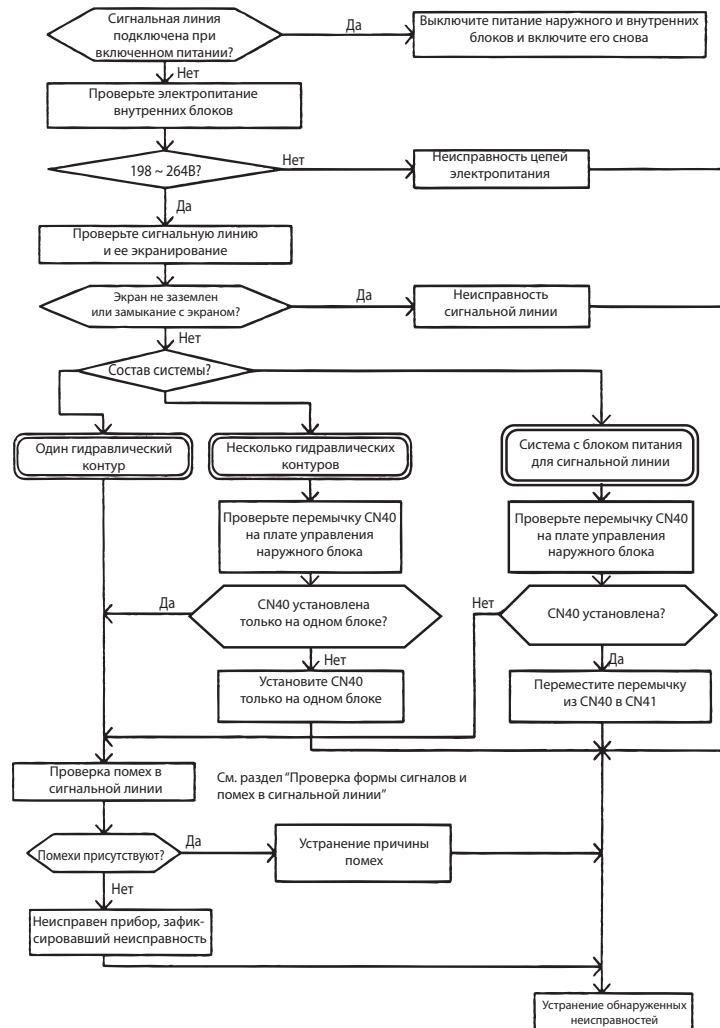 Сигнальная линия
подключена при
включенном питании?
Да
Выключите питание наружного и внутренних
блоков и включите его снова
Нет
Проверьте электропитание
внутренних блоков
198 ~ 264В?
Нет
Неисправность цепей
электропитания
Да
Проверьте сигнальную линию
и ее экранирование
Экран не заземлен
или замыкание с экраном?
Да
Неисправность
сигнальной линии
Нет
Состав системы?
Один гидравлический
контур
Несколько гидравлических
контуров
Система с блоком питания
для сигнальной линии
Проверьте перемычку CN40
на плате управления
наружного блока
Проверьте перемычку CN40
на плате управления
наружного блока
Да
CN40 установлена
только на одном блоке?
Нет
CN40 установлена?
Нет
Установите CN40
только на одном блоке
Да
Переместите перемычку
из CN40 в CN41
Проверка помех в
сигнальной линии
См. раздел "Проверка формы сигналов и
помех в сигнальной линии"
Помехи присутствуют?
Да
Устранение причины
помех
Нет
Неисправен прибор, зафик-
сировавший неисправность
Устранение обнаруженных
неисправностей